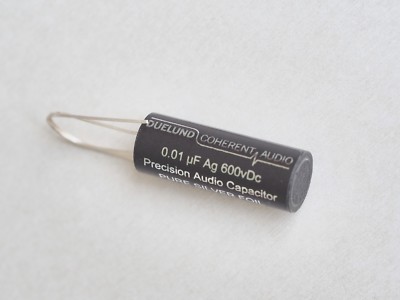 DUELUND COHERENT AUDIO
0.01 µF Ag 600vDc
Precision Audio Capacitor
PURE SILVER FOIL